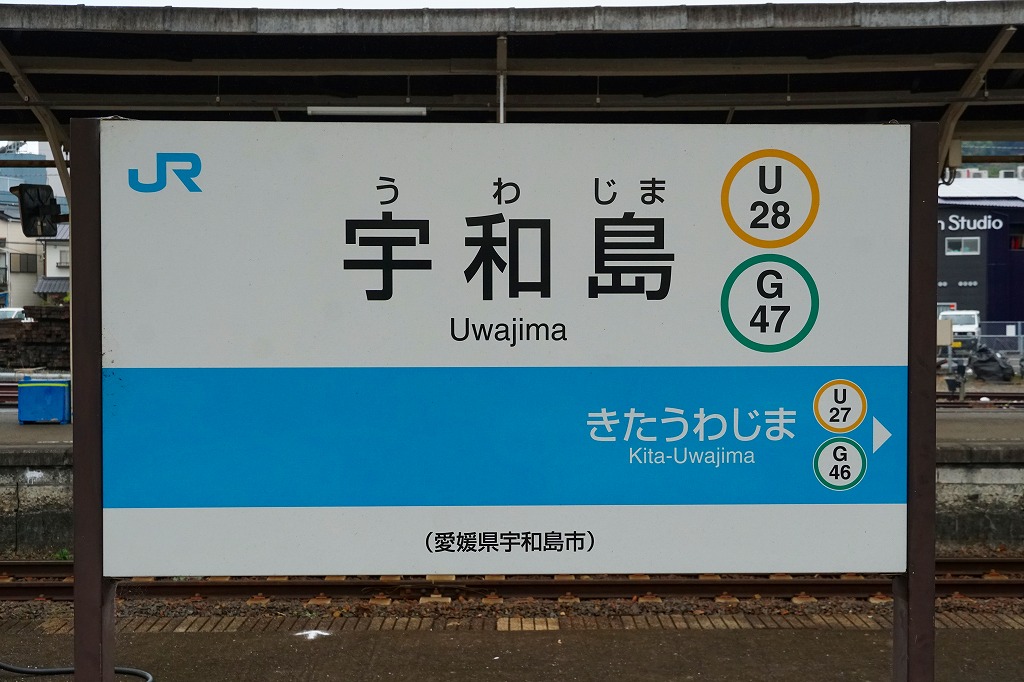 JR
うわじま
宇和島
Uwajima
U
28
G
47
きたうわじま
Kita-Uwajima
U
27
G
46
(愛媛県宇和島市)
Studio